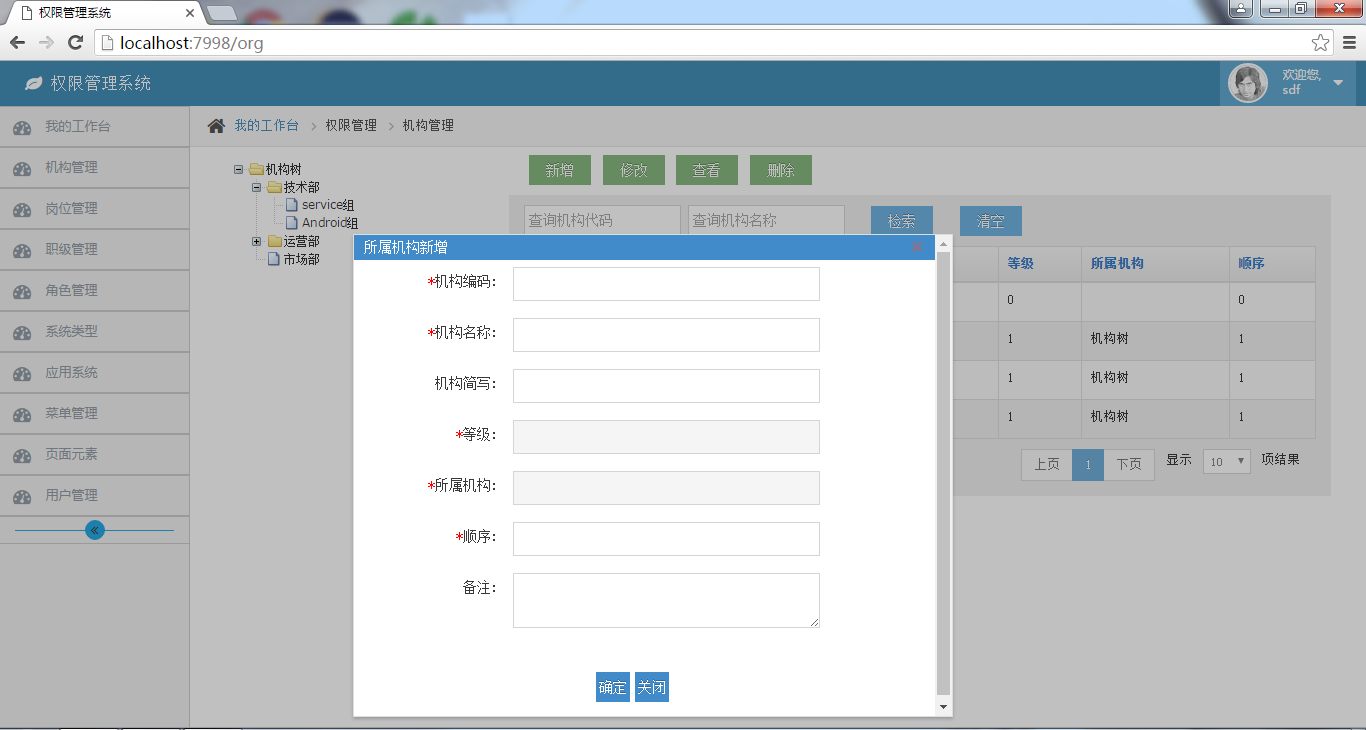 权限管理系统
localhost:7998/org
权限管理系统
欢迎您,
sdf
我的工作台
机构管理
岗位管理
职级管理
角色管理
系统类型
应用系统
菜单管理
页面元素
用户管理
我的工作台 权限管理 机构管理
机构树
技术部
service组
Android组
运营部
市场部
新增 修改 查看 删除
查询机构代码 查询机构名称 检索 清空
等级 所属机构 顺序
0 0
1 机构树 1
1 机构树 1
1 机构树 1
上页 1 下页 显示 10 项结果
所属机构新增
*机构编码:
*机构名称:
机构简写:
*等级:
*所属机构:
*顺序:
备注:
确定 关闭